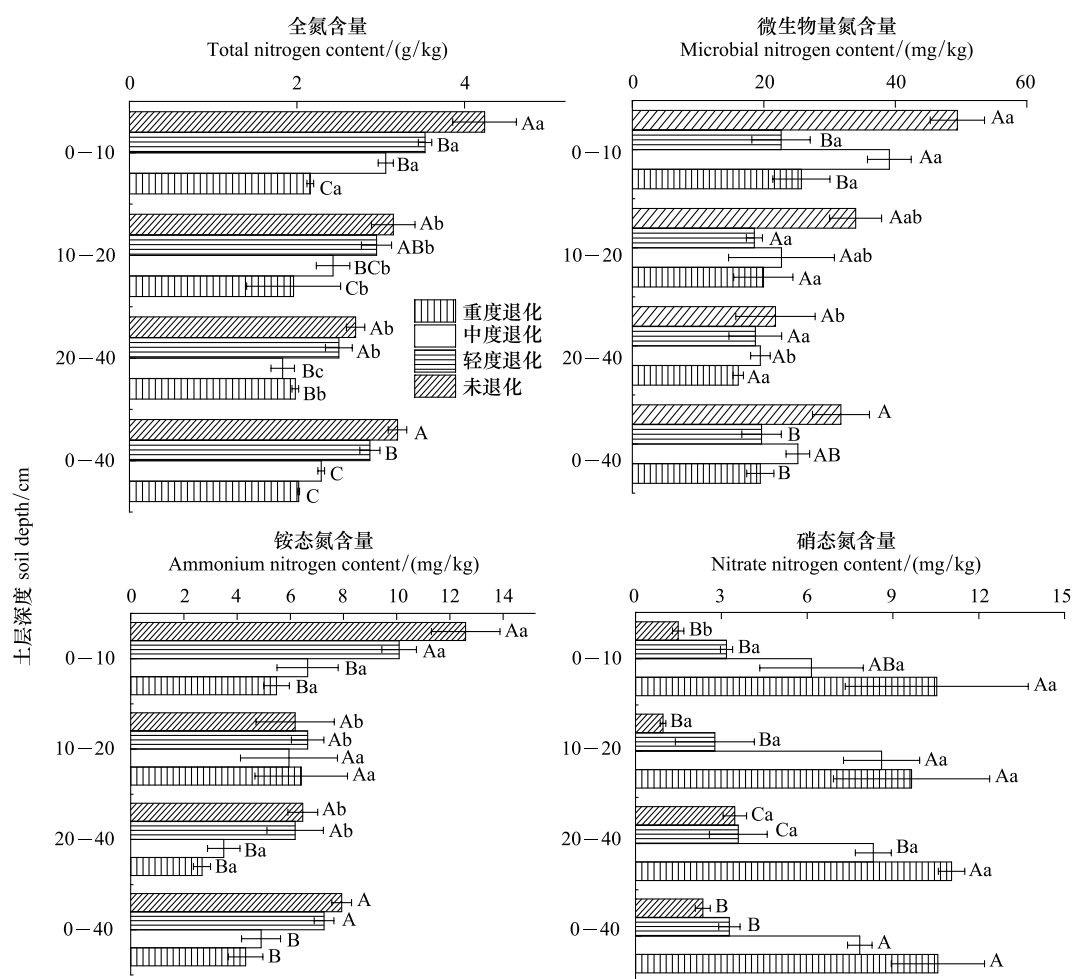 全氮含量
Total nitrogen content/(g/kg)
0 2 4
0－10
Aa
Ba
Ba
Ca
10－20
Ab
ABb
BCb
Cb
20－40
Ab
Ab
Bc
Bb
0－40
A
B
C
C
微生物量氮含量
Microbial nitrogen content/(mg/kg)
0 20 40 60
0－10
Aa
Ba
Aa
Ba
10－20
Aab
Aa
Aab
Aa
20－40
Ab
Aa
Ab
Aa
0－40
A
B
AB
B
重度退化
中度退化
轻度退化
未退化
土层深度 soil depth/cm
铵态氮含量
Ammonium nitrogen content/(mg/kg)
0 2 4 6 8 10 12 14
0－10
Aa
Aa
Ba
Ba
10－20
Ab
Ab
Aa
Aa
20－40
Ab
Ab
Ba
Ba
0－40
A
A
B
B
硝态氮含量
Nitrate nitrogen content/(mg/kg)
0 3 6 9 12 15
0－10
Bb
Ba
ABa
Aa
10－20
Ba
Ba
Aa
Aa
20－40
Ca
Ca
Ba
Aa
0－40
B
B
A
A